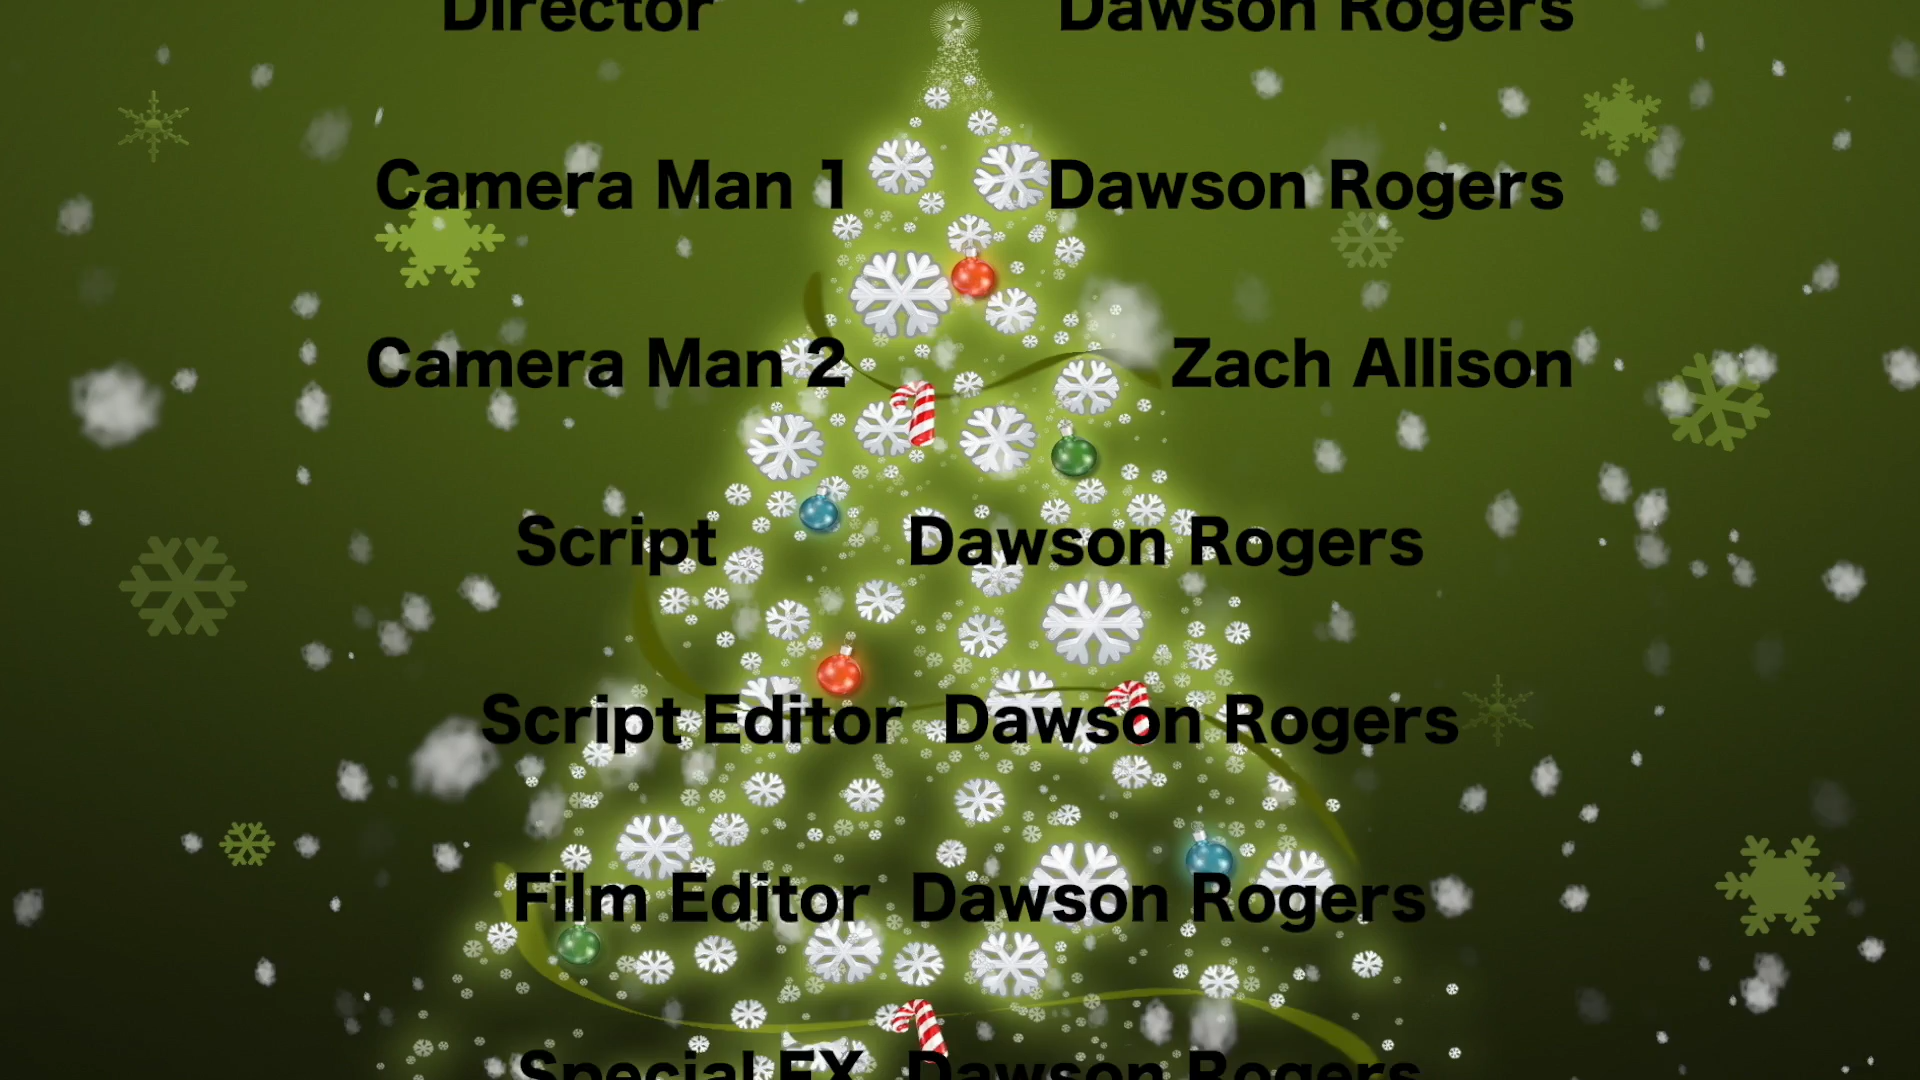 Director Dawson Rogers
Camera Man 1 Dawson Rogers
Camera Man 2 Zach Allison
Script Dawson Rogers
Script Editor Dawson Rogers
Film Editor Dawson Rogers
Special FX Dawson Rogers